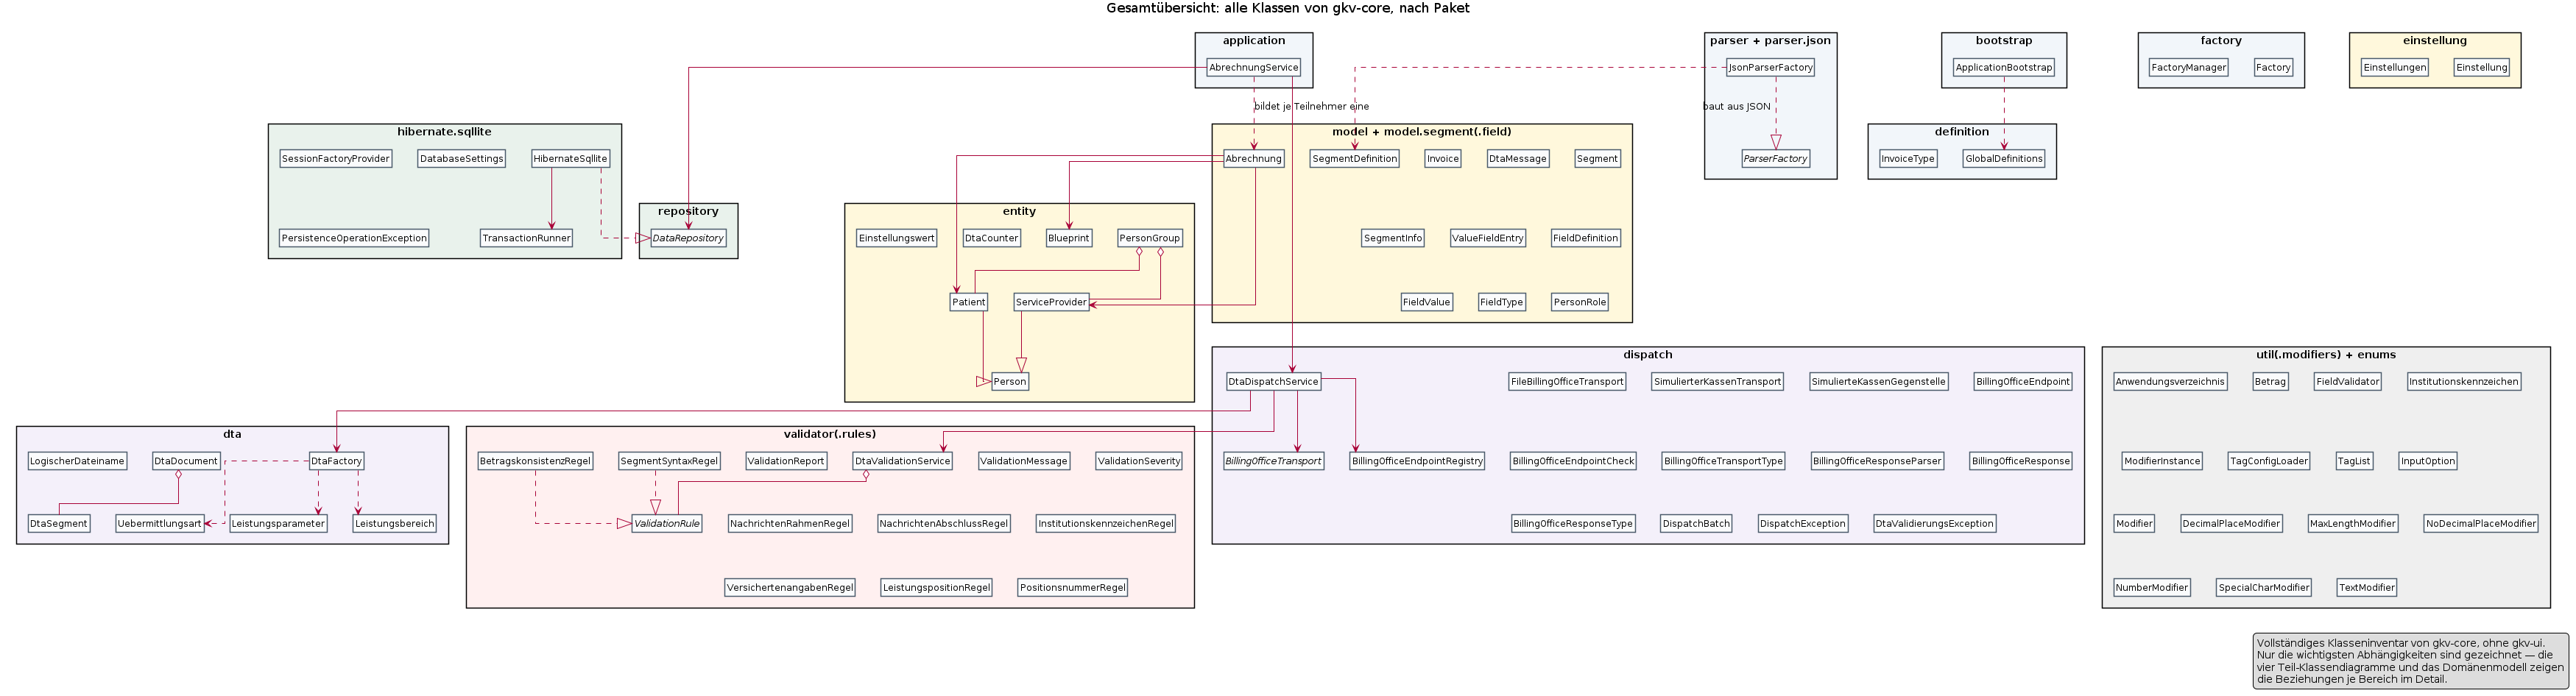 Gesamtübersicht: alle Klassen von gkv-core, nach Paket
application
AbrechnungService
parser + parser.json
JsonParserFactory
baut aus JSON
ParserFactory
bootstrap
ApplicationBootstrap
factory
FactoryManager
Factory
einstellung
Einstellungen
Einstellung
bildet je Teilnehmer eine
hibernate.sqllite
SessionFactoryProvider
DatabaseSettings
HibernateSqllite
PersistenceOperationException
TransactionRunner
repository
DataRepository
entity
Einstellungswert
DtaCounter
Blueprint
PersonGroup
Patient
ServiceProvider
Person
model + model.segment(.field)
Abrechnung
SegmentDefinition
Invoice
DtaMessage
Segment
SegmentInfo
ValueFieldEntry
FieldDefinition
FieldValue
FieldType
PersonRole
definition
InvoiceType
GlobalDefinitions
dta
LogischerDateiname
DtaDocument
DtaFactory
DtaSegment
Uebermittlungsart
Leistungsparameter
Leistungsbereich
validator(.rules)
BetragskonsistenzRegel
SegmentSyntaxRegel
ValidationReport
DtaValidationService
ValidationMessage
ValidationSeverity
ValidationRule
NachrichtenRahmenRegel
NachrichtenAbschlussRegel
InstitutionskennzeichenRegel
VersichertenangabenRegel
LeistungspositionRegel
PositionsnummerRegel
dispatch
DtaDispatchService
FileBillingOfficeTransport
SimulierterKassenTransport
SimulierteKassenGegenstelle
BillingOfficeEndpoint
BillingOfficeTransport
BillingOfficeEndpointRegistry
BillingOfficeEndpointCheck
BillingOfficeTransportType
BillingOfficeResponseParser
BillingOfficeResponse
BillingOfficeResponseType
DispatchBatch
DispatchException
DtaValidierungsException
util(.modifiers) + enums
Anwendungsverzeichnis
Betrag
FieldValidator
Institutionskennzeichen
ModifierInstance
TagConfigLoader
TagList
InputOption
Modifier
DecimalPlaceModifier
MaxLengthModifier
NoDecimalPlaceModifier
NumberModifier
SpecialCharModifier
TextModifier
Vollständiges Klasseninventar von gkv-core, ohne gkv-ui.
Nur die wichtigsten Abhängigkeiten sind gezeichnet — die
vier Teil-Klassendiagramme und das Domänenmodell zeigen
die Beziehungen je Bereich im Detail.